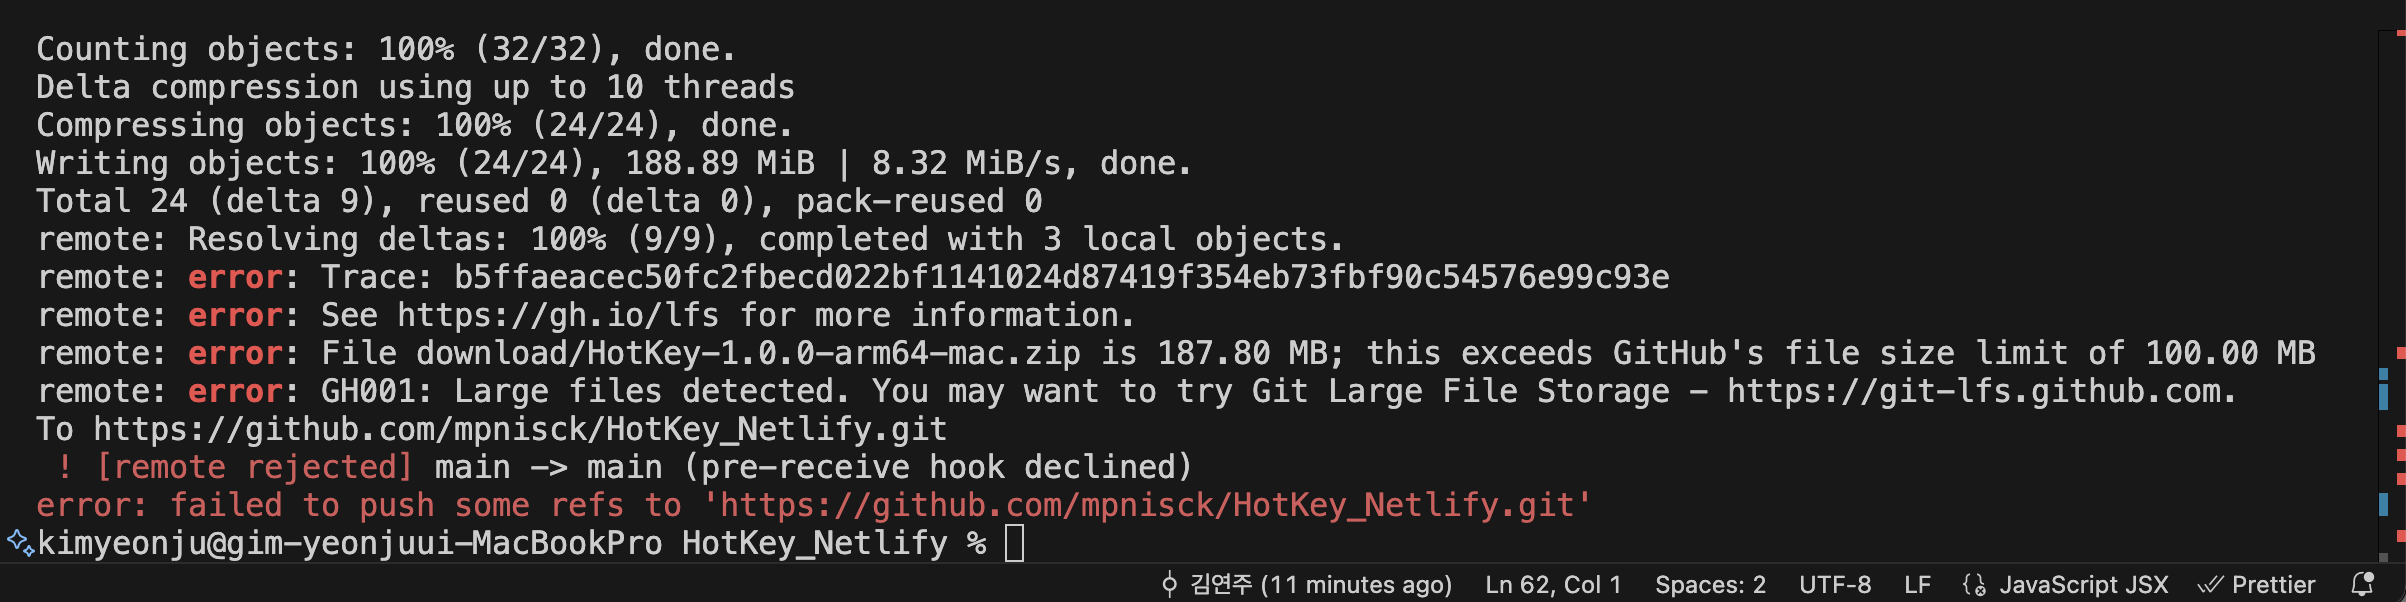 Counting objects: 100% (32/32), done.
Delta compression using up to 10 threads
Compressing objects: 100% (24/24), done.
Writing objects: 100% (24/24), 188.89 MiB | 8.32 MiB/s, done.
Total 24 (delta 9), reused 0 (delta 0), pack-reused 0
remote: Resolving deltas: 100% (9/9), completed with 3 local objects.
remote: error: Trace: b5ffaeacec50fc2fbecd022bf1141024d87419f354eb73fbf90c54576e99c93e
remote: error: See https://gh.io/lfs for more information.
remote: error: File download/HotKey-1.0.0-arm64-mac.zip is 187.80 MB; this exceeds GitHub's file size limit of 100.00 MB
remote: error: GH001: Large files detected. You may want to try Git Large File Storage - https://git-lfs.github.com.
To https://github.com/mpnisck/HotKey_Netlify.git
! [remote rejected] main -> main (pre-receive hook declined)
error: failed to push some refs to 'https://github.com/mpnisck/HotKey_Netlify.git'
kimyeonju@gim-yeonjuui-MacBookPro HotKey_Netlify %
김연주 (11 minutes ago) Ln 62, Col 1 Spaces: 2 UTF-8 LF JavaScript JSX Prettier